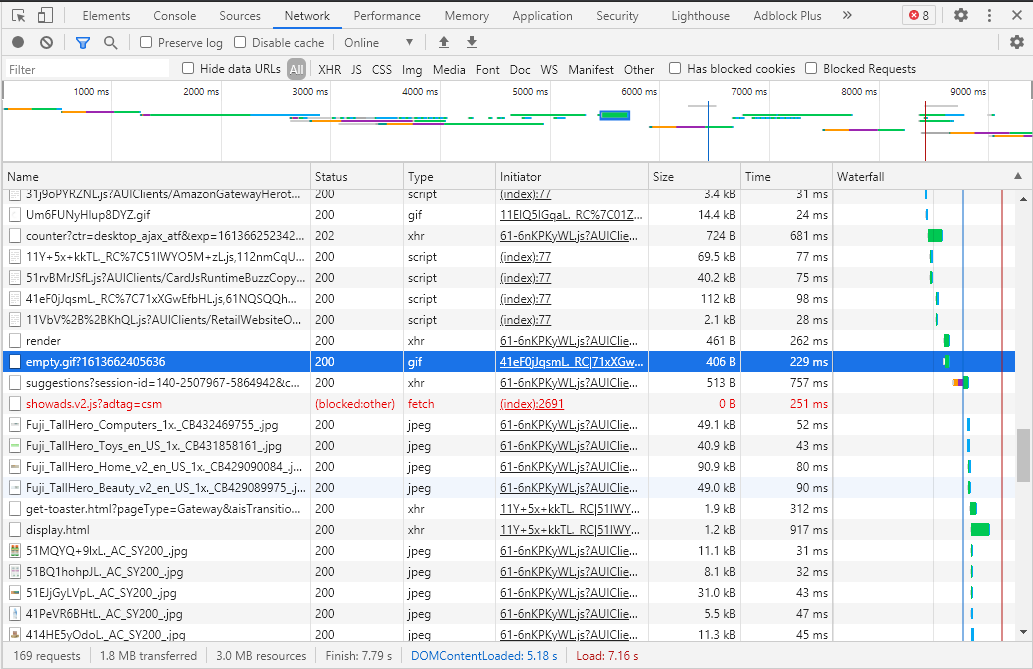 Elements Console Sources Network Performance Memory Application Security Lighthouse Adblock Plus 8
Preserve log Disable cache Online
Filter Hide data URLs All XHR JS CSS Img Media Font Doc WS Manifest Other Has blocked cookies Blocked Requests
1000 ms 2000 ms 3000 ms 4000 ms 5000 ms 6000 ms 7000 ms 8000 ms 9000 ms
Name Status Type Initiator Size Time Waterfall
31j9oPYRZNL.js?AUIClients/AmazonGatewayHerot... 200 script (index):77 3.4 kB 31 ms
Um6FUNyHlup8DYZ.gif 200 gif 11EIQ5IGqaL._RC%7C01Z... 14.4 kB 24 ms
counter?ctr=desktop_ajax_atf&exp=161366252342... 202 xhr 61-6nKPKyWL.js?AUIClie... 724 B 681 ms
11Y+5x+kkTL._RC%7C51IWYO5M+zL.js,112nmCqU... 200 script (index):77 69.5 kB 77 ms
51rvBMrJSfL.js?AUIClients/CardJsRuntimeBuzzCopy... 200 script (index):77 40.2 kB 75 ms
41eF0jJqsmL._RC%7C71xXGwEfbHL.js,61NQSQQh... 200 script (index):77 112 kB 98 ms
11VbV%2B%2BKhQL.js?AUIClients/RetailWebsiteO... 200 script (index):77 2.1 kB 28 ms
render 200 xhr 61-6nKPKyWL.js?AUIClie... 461 B 262 ms
empty.gif?1613662405636 200 gif 41eF0jJqsmL._RC|71xXGw... 406 B 229 ms
suggestions?session-id=140-2507967-5864942&c... 200 xhr 61-6nKPKyWL.js?AUIClie... 513 B 757 ms
showads.v2.js?adtag=csm (blocked:other) fetch (index):2691 0 B 251 ms
Fuji_TallHero_Computers_1x._CB432469755_.jpg 200 jpeg 61-6nKPKyWL.js?AUIClie... 49.1 kB 52 ms
Fuji_TallHero_Toys_en_US_1x._CB431858161_.jpg 200 jpeg 61-6nKPKyWL.js?AUIClie... 40.9 kB 43 ms
Fuji_TallHero_Home_v2_en_US_1x._CB429090084_.j... 200 jpeg 61-6nKPKyWL.js?AUIClie... 90.9 kB 80 ms
Fuji_TallHero_Beauty_v2_en_US_1x._CB429089975_.j... 200 jpeg 61-6nKPKyWL.js?AUIClie... 49.0 kB 90 ms
get-toaster.html?pageType=Gateway&aisTransitio... 200 xhr 11Y+5x+kkTL._RC|51IWY... 1.9 kB 312 ms
display.html 200 xhr 11Y+5x+kkTL._RC|51IWY... 1.2 kB 917 ms
51MQYQ+9IxL._AC_SY200_.jpg 200 jpeg 61-6nKPKyWL.js?AUIClie... 11.1 kB 31 ms
51BQ1hohpJL._AC_SY200_.jpg 200 jpeg 61-6nKPKyWL.js?AUIClie... 8.1 kB 32 ms
51EJjGyLVpL._AC_SY200_.jpg 200 jpeg 61-6nKPKyWL.js?AUIClie... 31.0 kB 43 ms
41PeVR6BHtL._AC_SY200_.jpg 200 jpeg 61-6nKPKyWL.js?AUIClie... 5.5 kB 47 ms
414HE5yOdoL._AC_SY200_.jpg 200 jpeg 61-6nKPKyWL.js?AUIClie... 11.3 kB 45 ms
169 requests 1.8 MB transferred 3.0 MB resources Finish: 7.79 s DOMContentLoaded: 5.18 s Load: 7.16 s